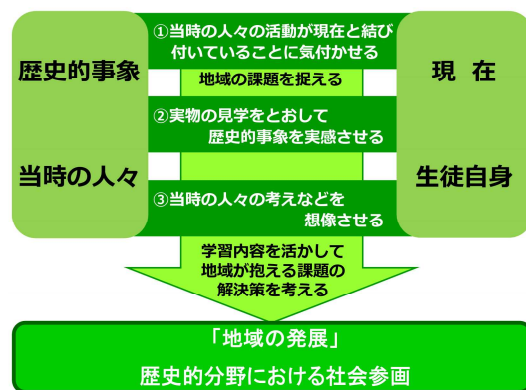 ①当時の人々の活動が現在と結び
付いていることに気付かせる
歴史的事象
現 在
地域の課題を捉える
②実物の見学をとおして
歴史的事象を実感させる
当時の人々
生徒自身
③当時の人々の考えなどを
想像させる
学習内容を活かして
地域が抱える課題の
解決策を考える
「地域の発展」
歴史的分野における社会参画